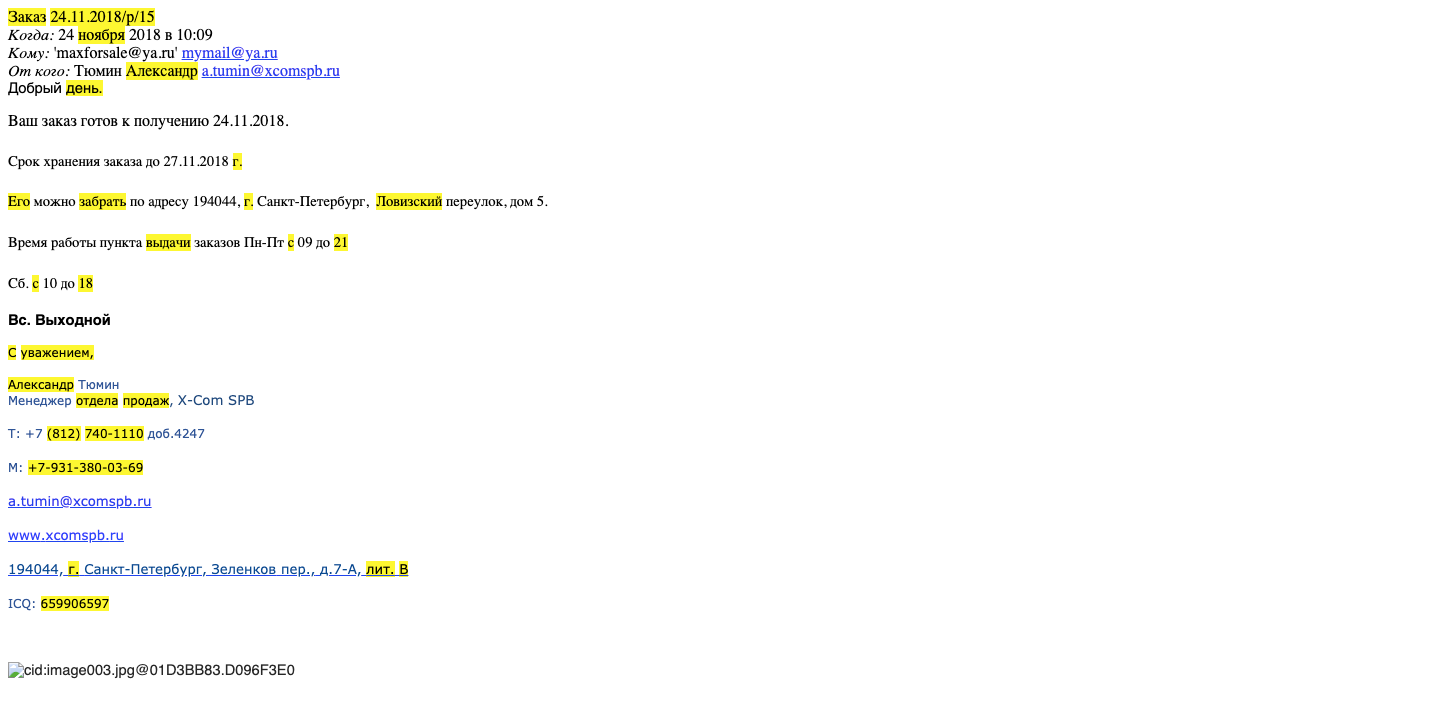 Заказ 24.11.2018/р/15
Когда: 24 ноября 2018 в 10:09
Кому: 'maxforsale@ya.ru' mymail@ya.ru
От кого: Тюмин Александр a.tumin@xcomspb.ru
Добрый день.
Ваш заказ готов к получению 24.11.2018.
Срок хранения заказа до 27.11.2018 г.
Его можно забрать по адресу 194044, г. Санкт-Петербург, Ловизский переулок, дом 5.
Время работы пункта выдачи заказов Пн-Пт с 09 до 21
Сб. с 10 до 18
Вс. Выходной
С уважением,
Александр Тюмин
Менеджер отдела продаж, X-Com SPB
Т: +7 (812) 740-1110 доб.4247
М: +7-931-380-03-69
a.tumin@xcomspb.ru
www.xcomspb.ru
194044, г. Санкт-Петербург, Зеленков пер., д.7-А, лит. В
ICQ: 659906597
cid:image003.jpg@01D3BB83.D096F3E0